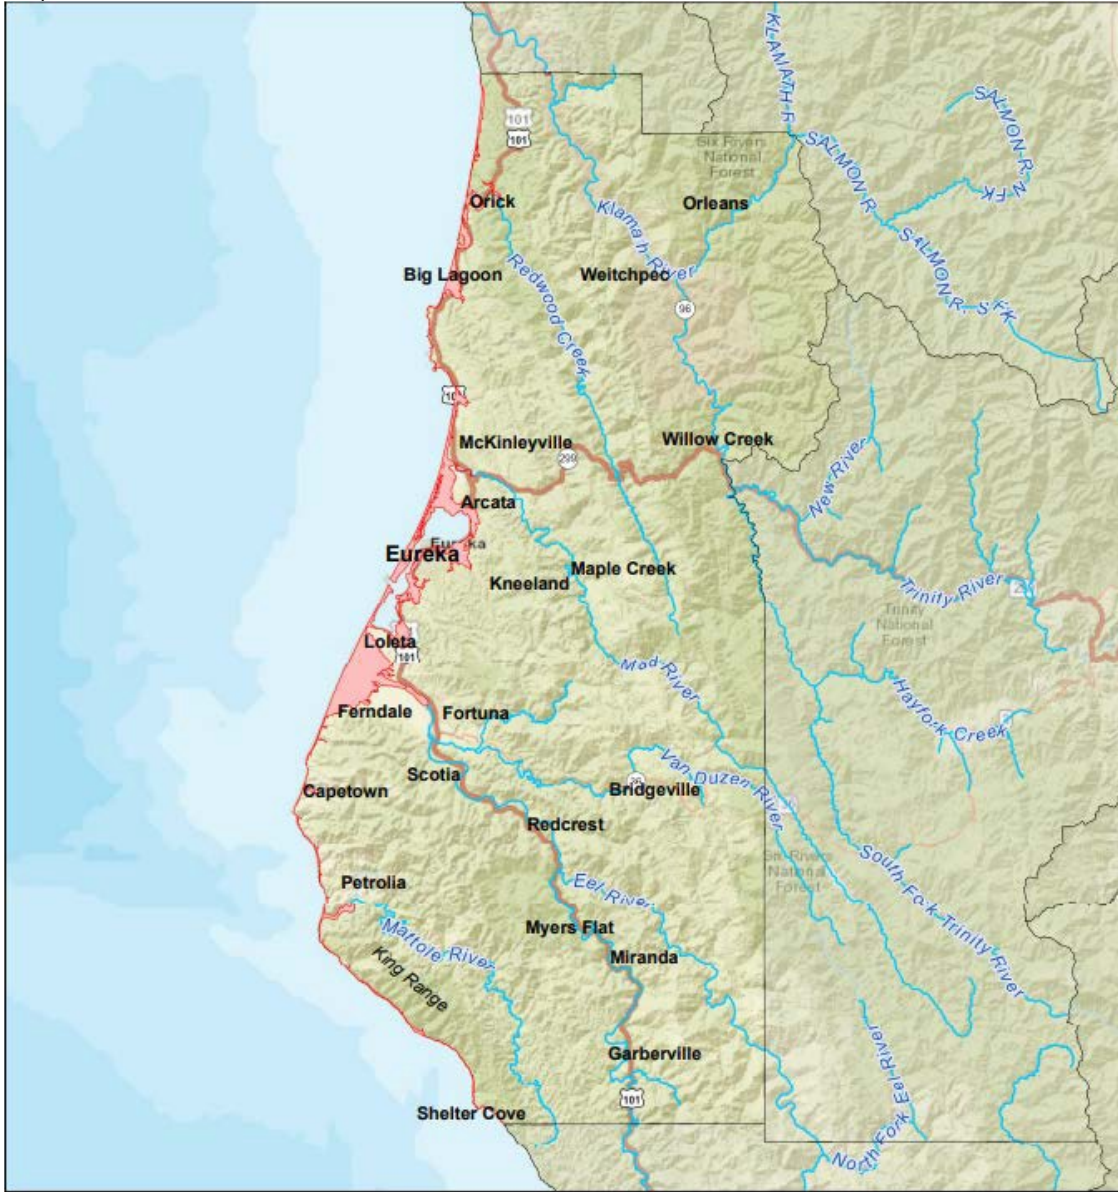 KLAMATH R
SALMON R. N FK
101
101
Six Rivers
National
Forest
SALMON R.
Orick
Klamah River
Orleans
SALMON R. S FK
Redwood Creek
Big Lagoon
Weitchpec
96
10
McKinleyville
Willow Creek
299
New River
Arcata
Eureka
Eureka
Kneeland
Maple Creek
Trinity River
Trinity
National
Forest
Loleta
101
Mad River
Hayfork Creek
Ferndale
Fortuna
Scotia
Van Duzen River
36
Capetown
Bridgeville
Redcrest
Six Rivers
National
Forest
South Fork Trinity River
Petrolia
Eel River
Mattole River
Myers Flat
King Range
Miranda
Garberville
North Fork Eel River
101
Shelter Cove